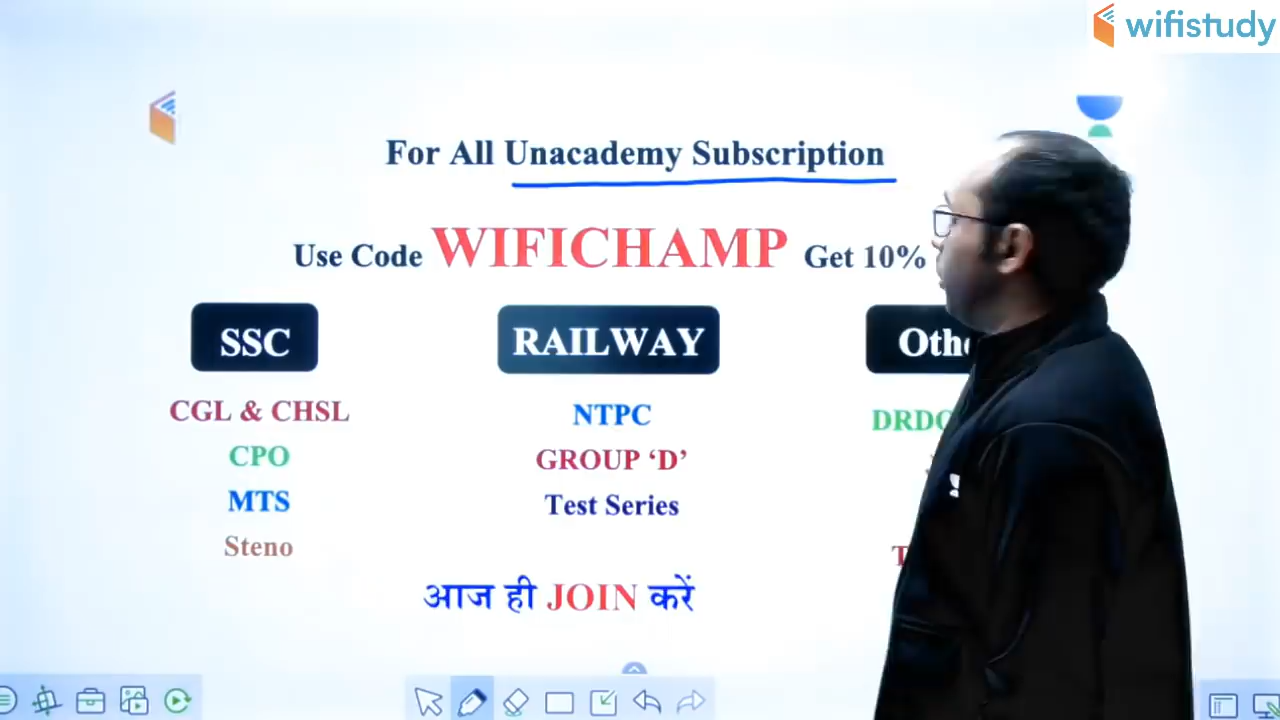 wifistudy
For All Unacademy Subscription
Use Code WIFICHAMP Get 10%
SSC
CGL & CHSL
CPO
MTS
Steno
RAILWAY
NTPC
GROUP ‘D’
Test Series
आज ही JOIN करें